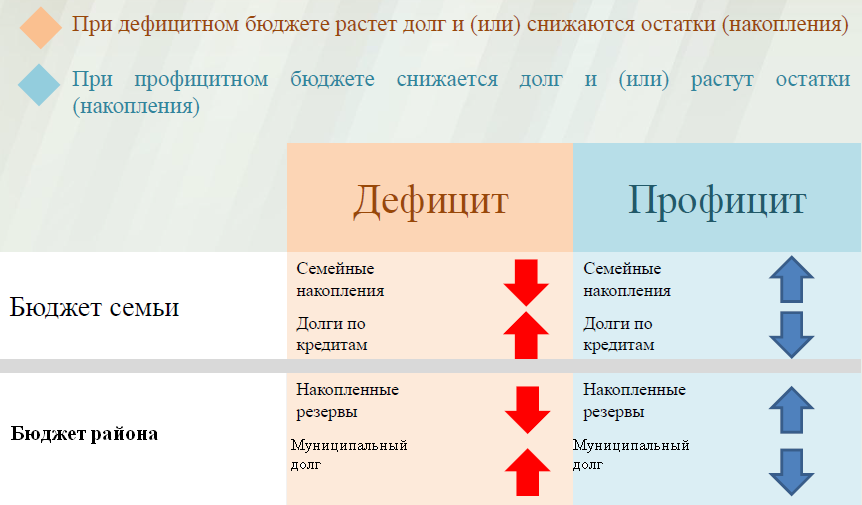 При дефицитном бюджете растет долг и (или) снижаются остатки (накопления)
При профицитном бюджете снижается долг и (или) растут остатки
(накопления)
Дефицит
Профицит
Бюджет семьи
Семейные
накопления
Долги по
кредитам
Семейные
накопления
Долги по
кредитам
Бюджет района
Накопленные
резервы
Муниципальный
долг
Накопленные
резервы
Муниципальный
долг